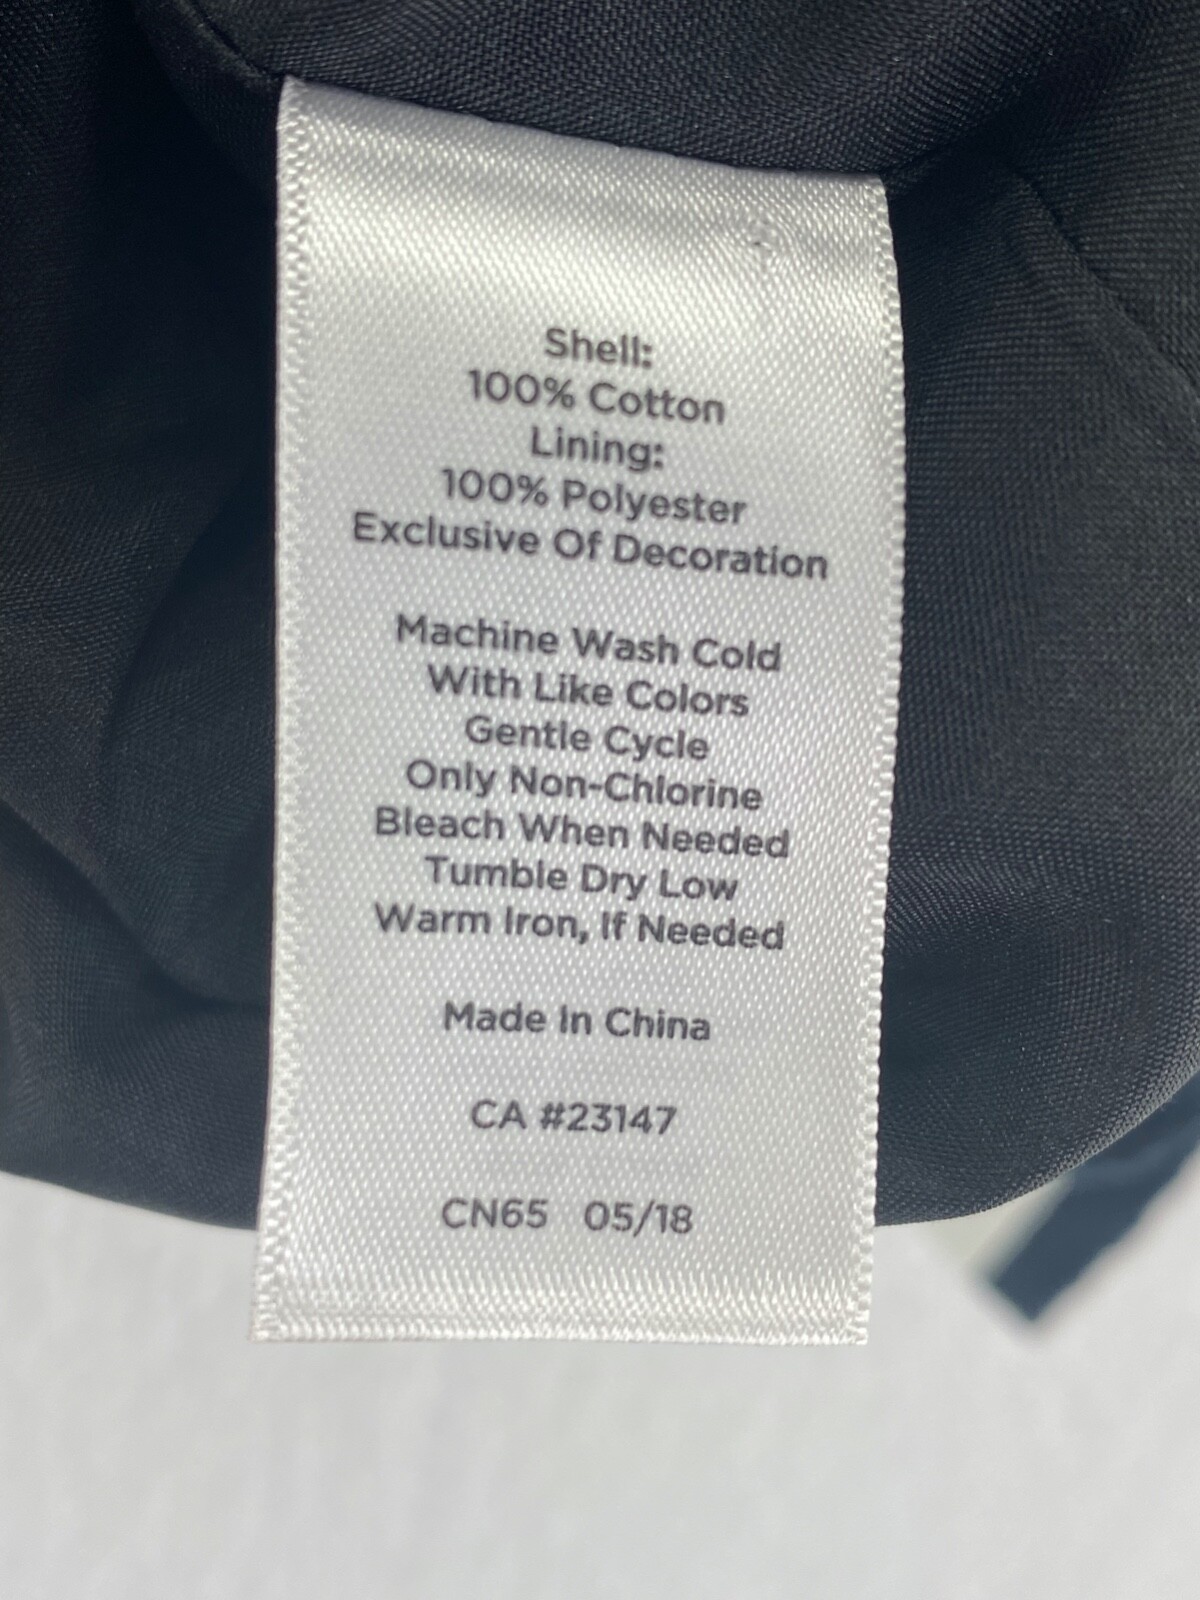 Shell:
100% Cotton
Lining:
100% Polyester
Exclusive Of Decoration
Machine Wash Cold
With Like Colors
Gentle Cycle
Only Non-Chlorine
Bleach When Needed
Tumble Dry Low
Warm Iron, If Needed
Made In China
CA #23147
CN65 05/18